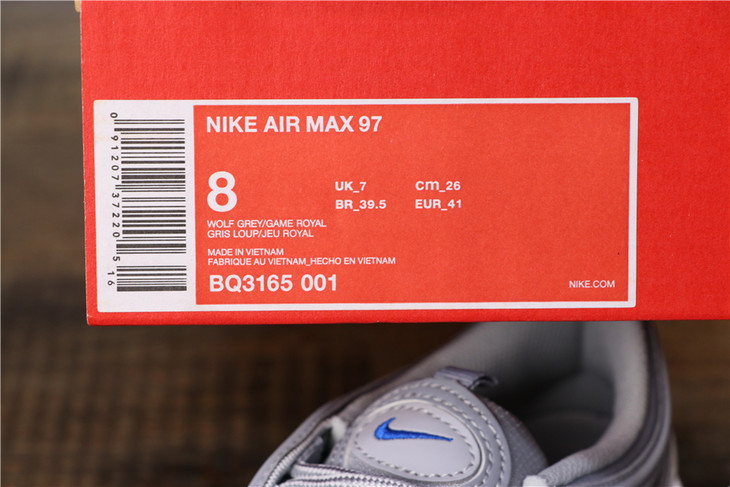 NIKE AIR MAX 97
8
UK_7 CM_26
BR_39.5 EUR_41
WOLF GREY/GAME ROYAL
GRIS LOUP/JEU ROYAL
MADE IN VIETNAM
FABRIQUE AU VIETNAM_HECHO EN VIETNAM
BQ3165 001
NIKE.COM
0 91207 37220 5 16